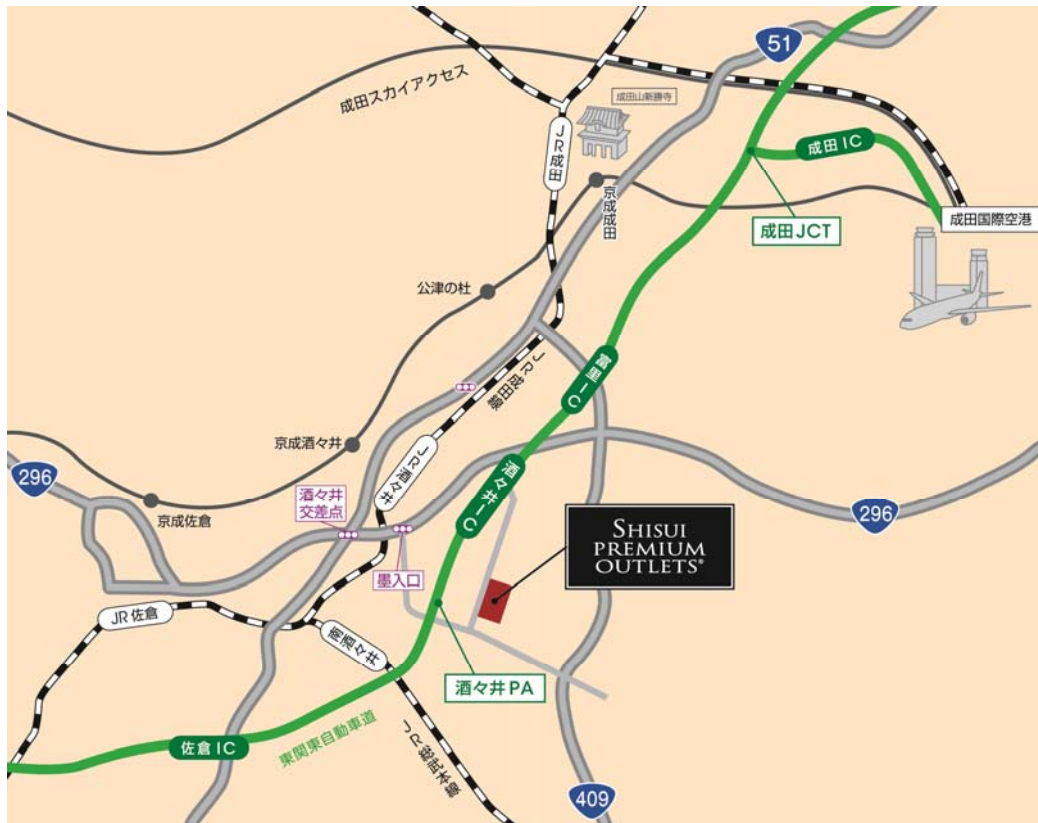 51
成田スカイアクセス
成田山新勝寺
JR成田
成田IC
京成成田
成田国際空港
成田JCT
公津の杜
JR成田線
富里IC
京成酒々井
JR酒々井
酒々井IC
296
京成佐倉
酒々井
交差点
296
SHISUI
PREMIUM
OUTLETS®
墨入口
JR佐倉
南酒々井
酒々井PA
佐倉IC
東関東自動車道
JR総武本線
409